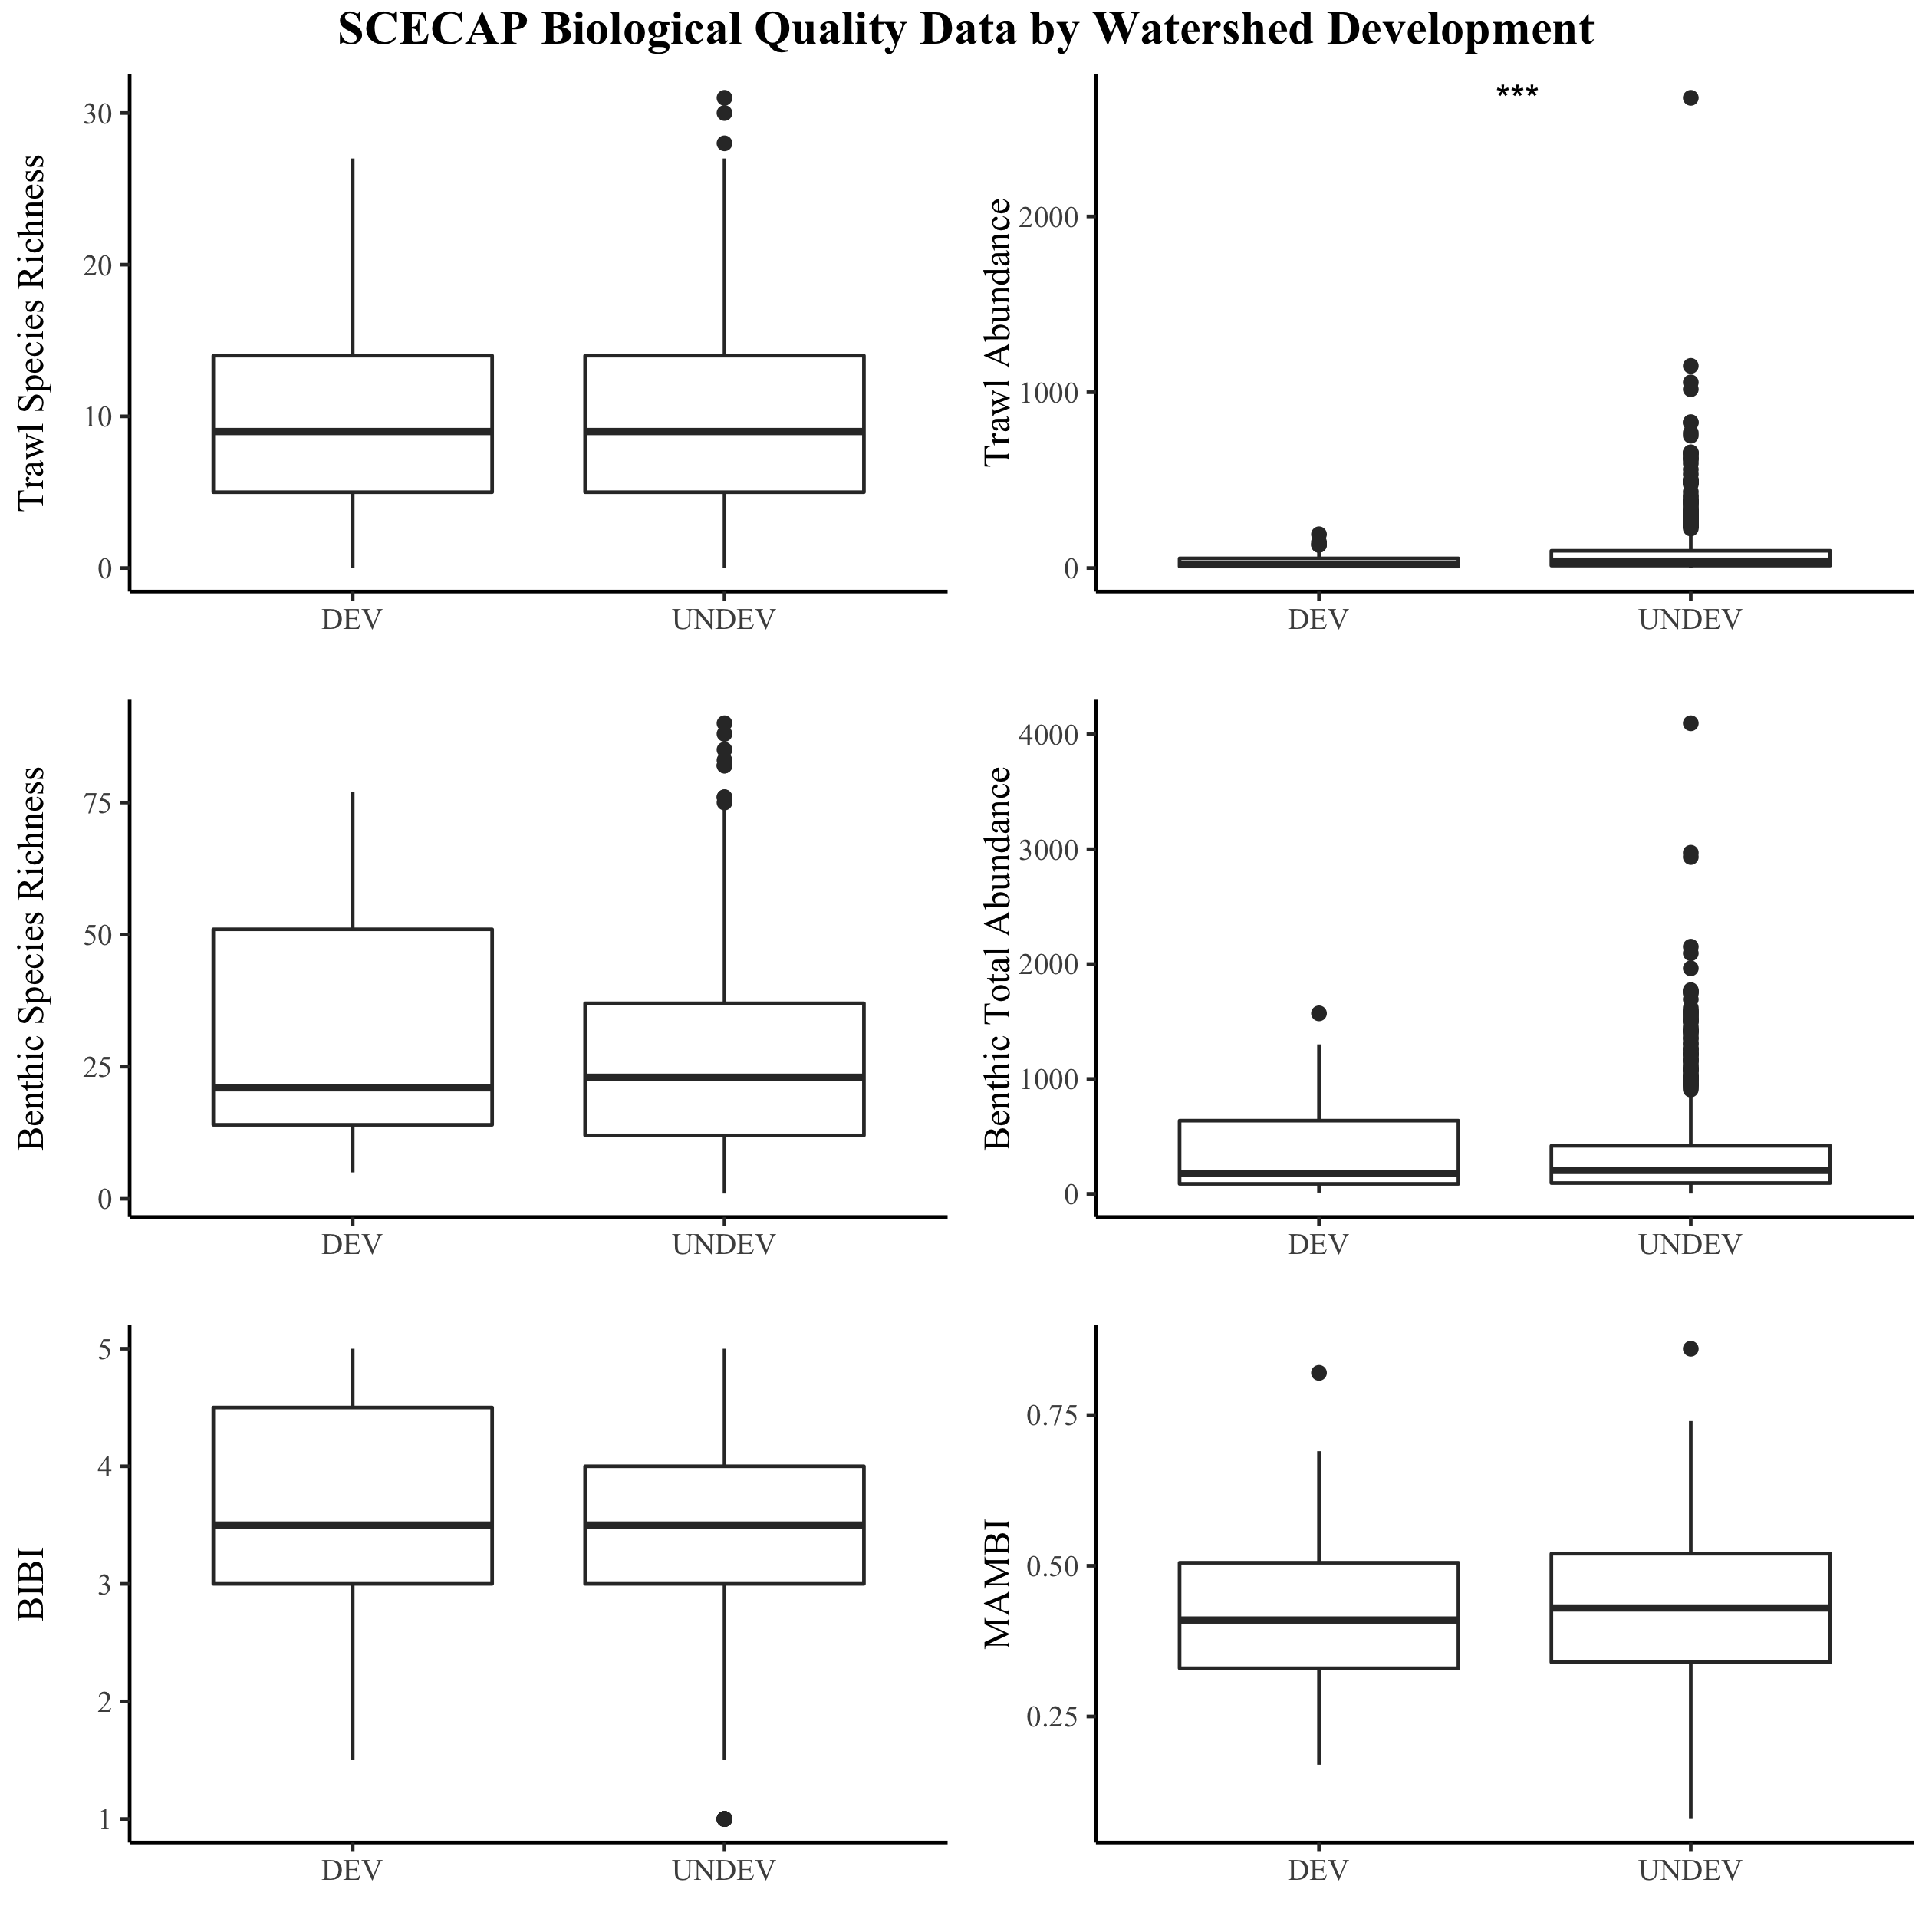 SCECAP Biological Quality Data by Watershed Development
Trawl Species Richness
30
20
10
0
DEV
UNDEV
Trawl Abundance
***
2000
1000
0
DEV
UNDEV
Benthic Species Richness
75
50
25
0
DEV
UNDEV
Benthic Total Abundance
4000
3000
2000
1000
0
DEV
UNDEV
BIBI
5
4
3
2
1
DEV
UNDEV
MAMBI
0.75
0.50
0.25
DEV
UNDEV